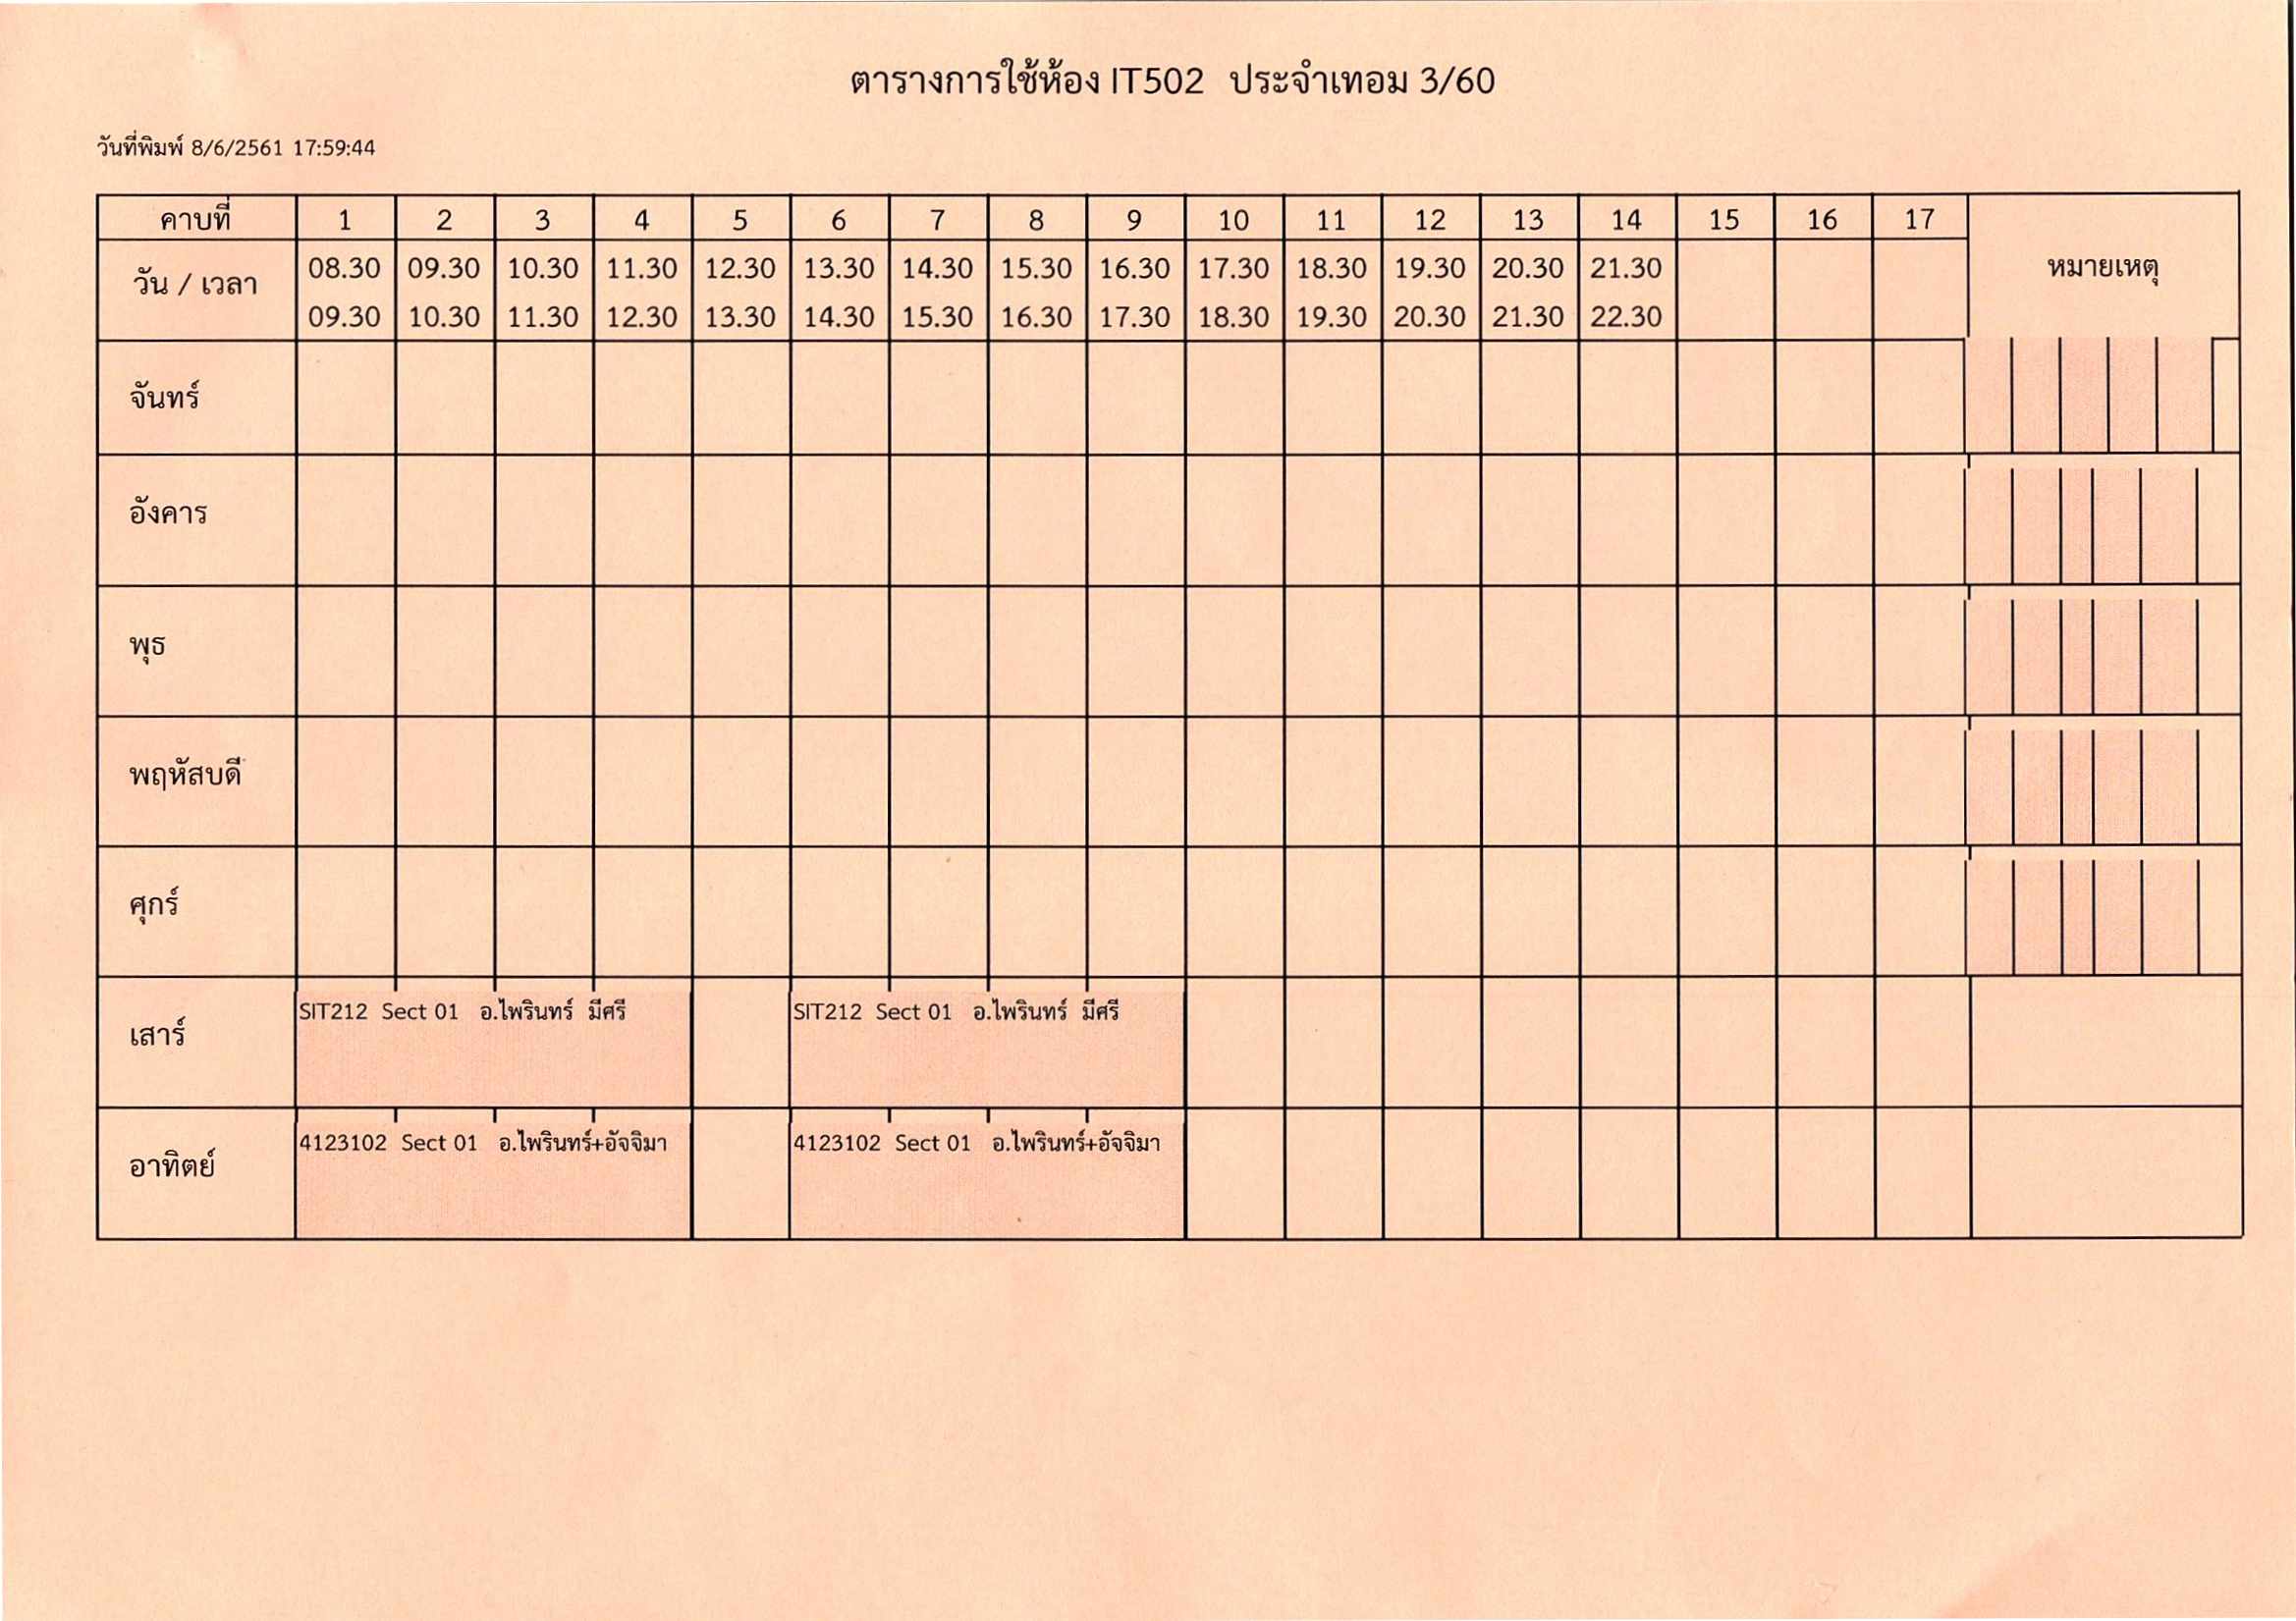 ตารางการใช้ห้อง IT502 ประจำเทอม 3/60
วันที่พิมพ์ 8/6/2561 17:59:44
คาบที่ 1 2 3 4 5 6 7 8 9 10 11 12 13 14 15 16 17 หมายเหตุ
วัน / เวลา
08.30 09.30 10.30 11.30 12.30 13.30 14.30 15.30 16.30 17.30 18.30 19.30 20.30 21.30
09.30 10.30 11.30 12.30 13.30 14.30 15.30 16.30 17.30 18.30 19.30 20.30 21.30 22.30
จันทร์
อังคาร
พุธ
พฤหัสบดี
ศุกร์
เสาร์
SIT212 Sect 01 อ.ไพรินทร์ มีศรี
SIT212 Sect 01 อ.ไพรินทร์ มีศรี
อาทิตย์
4123102 Sect 01 อ.ไพรินทร์+อัจจิมา
4123102 Sect 01 อ.ไพรินทร์+อัจจิมา